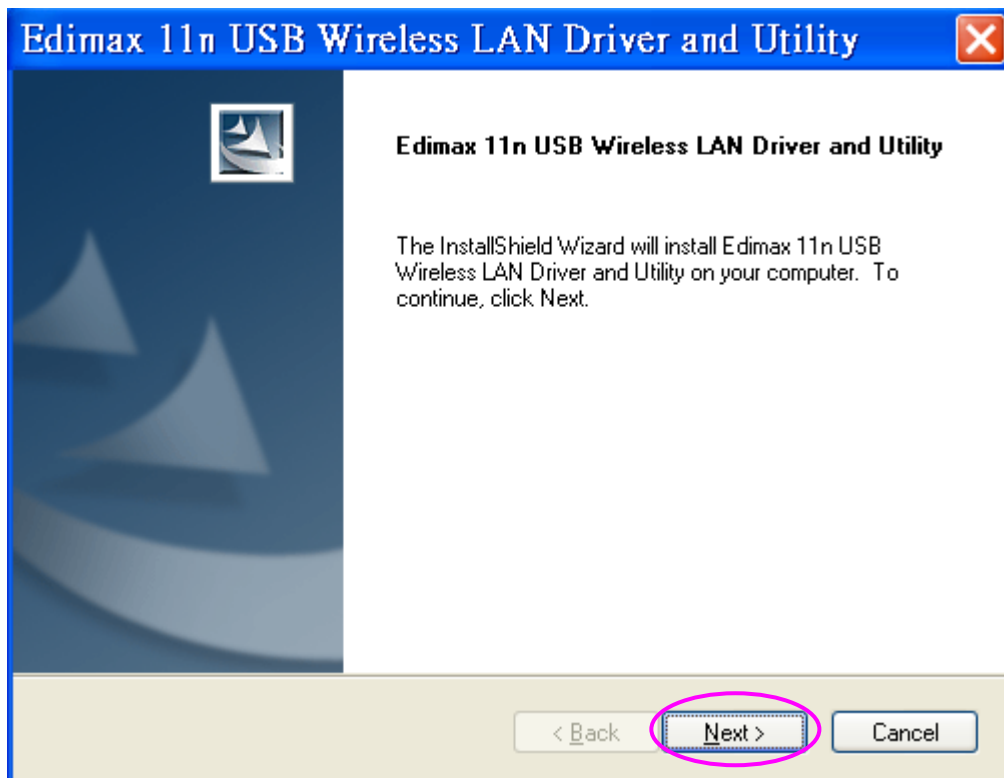 Edimax 11n USB Wireless LAN Driver and Utility
Edimax 11n USB Wireless LAN Driver and Utility
The InstallShield Wizard will install Edimax 11n USB
Wireless LAN Driver and Utility on your computer. To
continue, click Next.
< Back
Next >
Cancel